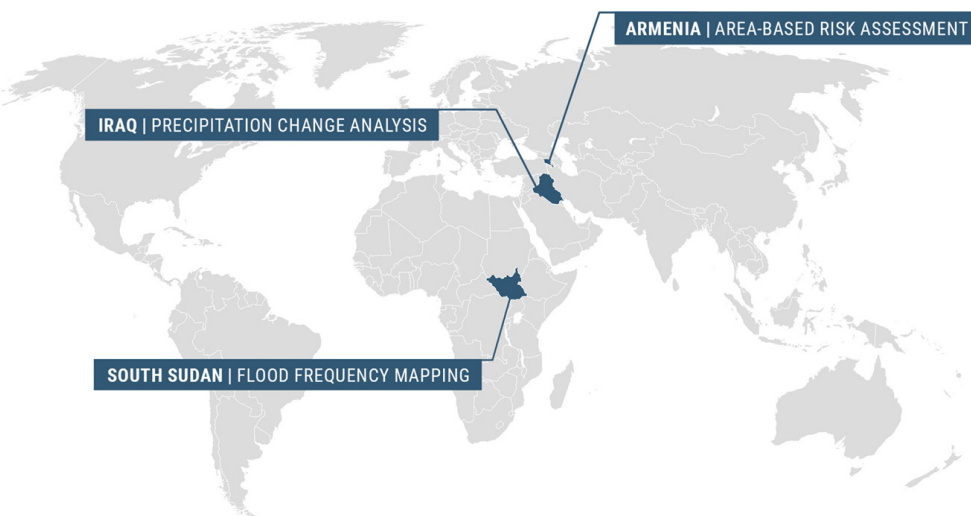 ARMENIA | AREA-BASED RISK ASSESSMENT
IRAQ | PRECIPITATION CHANGE ANALYSIS
SOUTH SUDAN | FLOOD FREQUENCY MAPPING